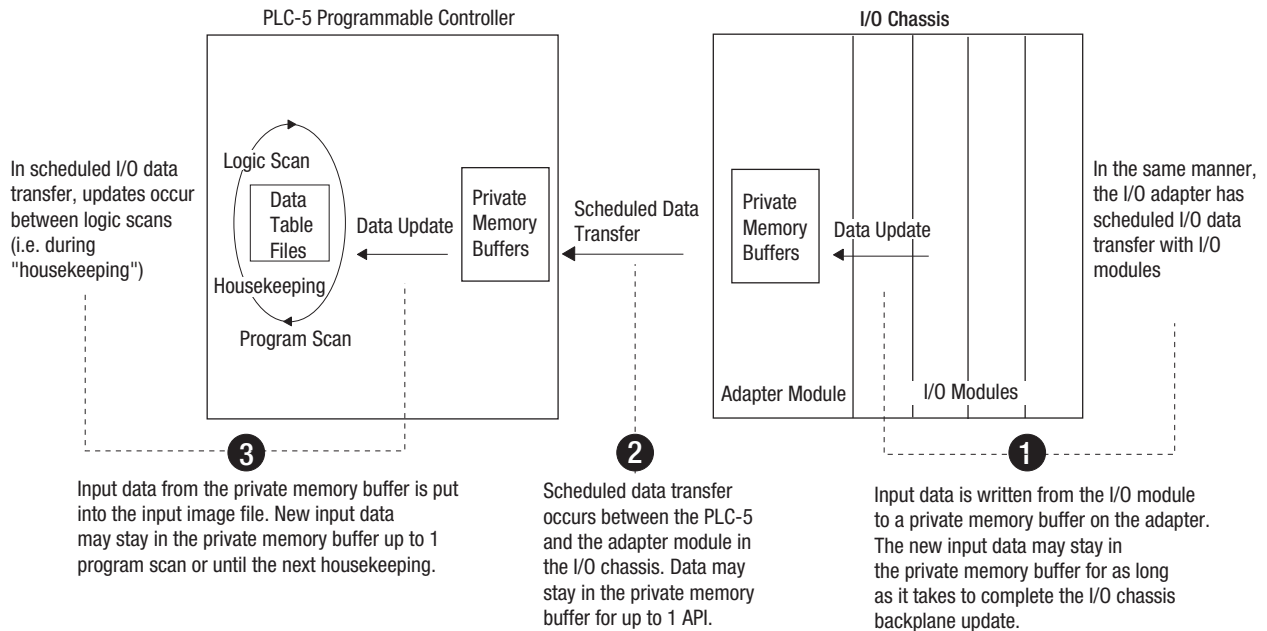 PLC-5 Programmable Controller
I/O Chassis
In scheduled I/O data
transfer, updates occur
between logic scans
(i.e. during
"housekeeping")
Logic Scan
Data
Table
Files
Housekeeping
Program Scan
Data Update
Private
Memory
Buffers
Scheduled Data
Transfer
Private
Memory
Buffers
Data Update
Adapter Module
I/O Modules
In the same manner,
the I/O adapter has
scheduled I/O data
transfer with I/O
modules
3
Input data from the private memory buffer is put
into the input image file. New input data
may stay in the private memory buffer up to 1
program scan or until the next housekeeping.
2
Scheduled data transfer
occurs between the PLC-5
and the adapter module in
the I/O chassis. Data may
stay in the private memory
buffer for up to 1 API.
1
Input data is written from the I/O module
to a private memory buffer on the adapter.
The new input data may stay in
the private memory buffer for as long
as it takes to complete the I/O chassis
backplane update.